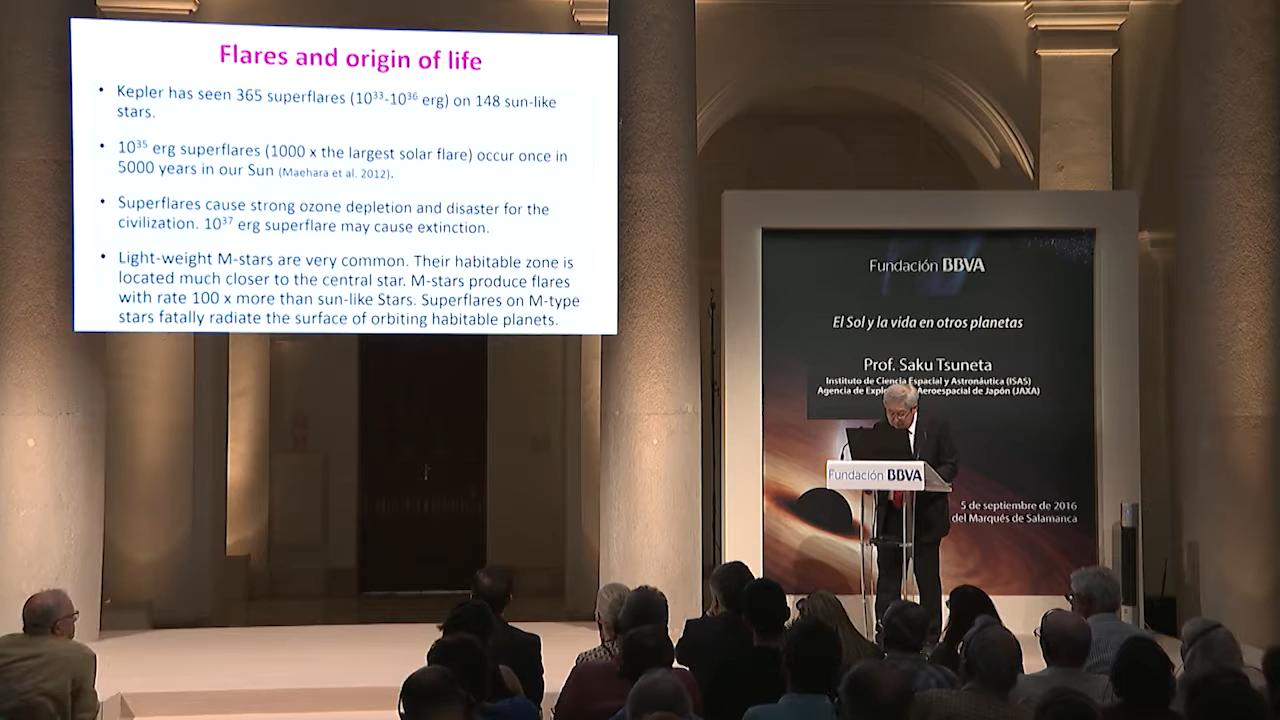 Flares and origin of life
• Kepler has seen 365 superflares (10³³-10³⁶ erg) on 148 sun-like
stars.
• 10³⁵ erg superflares (1000 x the largest solar flare) occur once in
5000 years in our Sun (Maehara et al. 2012).
• Superflares cause strong ozone depletion and disaster for the
civilization. 10³⁷ erg superflare may cause extinction.
• Light-weight M-stars are very common. Their habitable zone is
located much closer to the central star. M-stars produce flares
with rate 100 x more than sun-like Stars. Superflares on M-type
stars fatally radiate the surface of orbiting habitable planets.
Fundación BBVA
El Sol y la vida en otros planetas
Prof. Saku Tsuneta
Instituto de Ciencia Espacial y Astronáutica (ISAS)
Agencia de Aeroespacial de Japón (JAXA)
Fundación BBVA
5 de septiembre de 2016
del Marqués de Salamanca